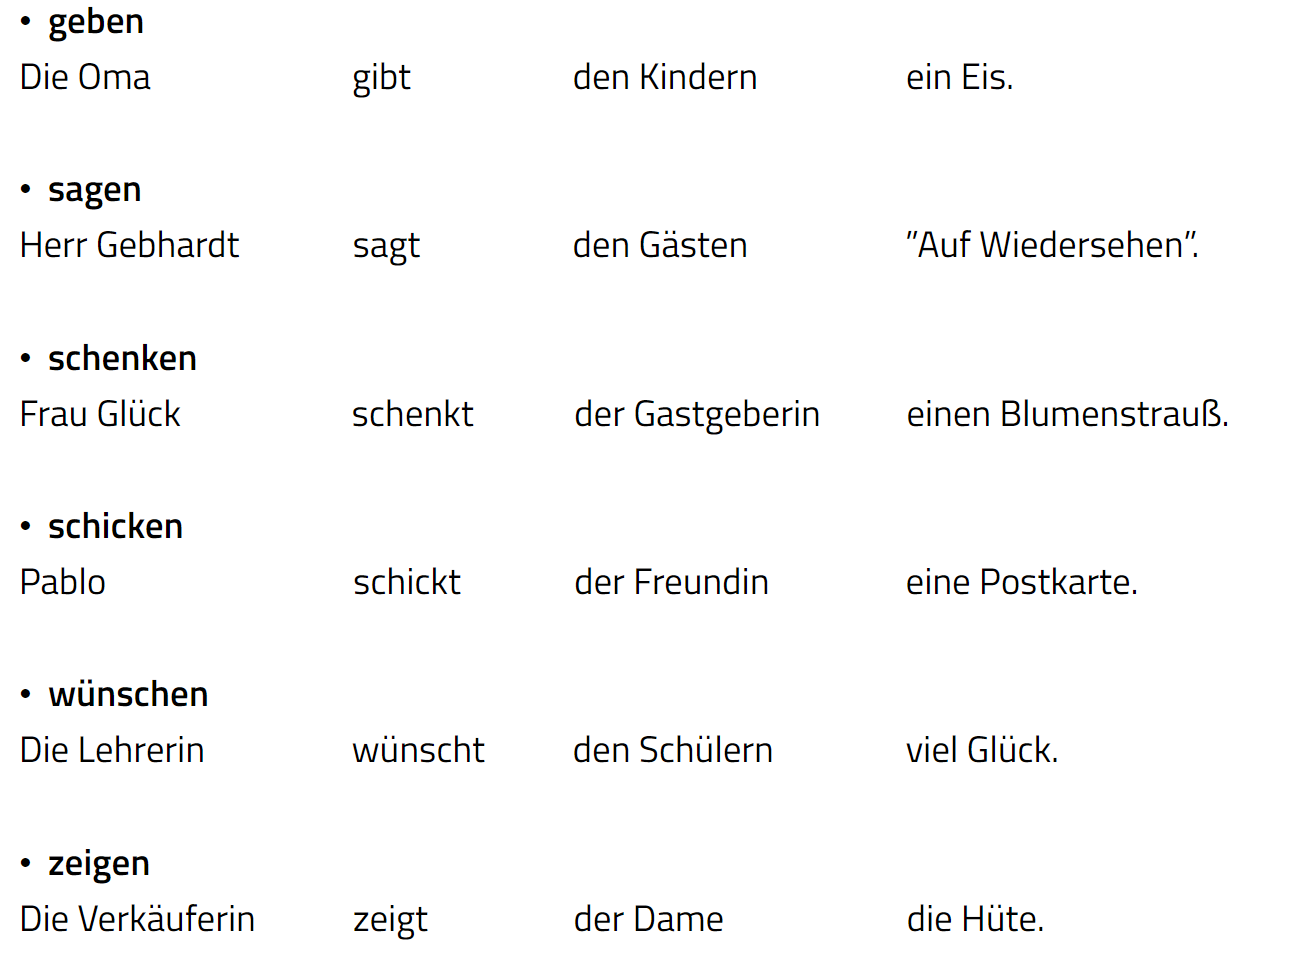 • geben
Die Oma gibt den Kindern ein Eis.
• sagen
Herr Gebhardt sagt den Gästen ”Auf Wiedersehen”.
• schenken
Frau Glück schenkt der Gastgeberin einen Blumenstrauß.
• schicken
Pablo schickt der Freundin eine Postkarte.
• wünschen
Die Lehrerin wünscht den Schülern viel Glück.
• zeigen
Die Verkäuferin zeigt der Dame die Hüte.